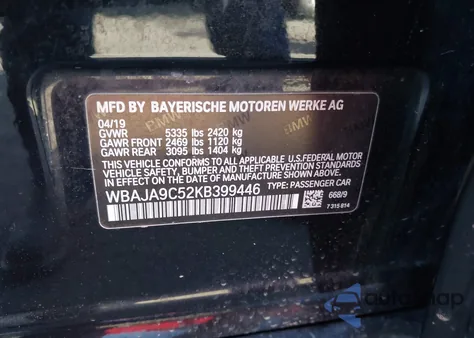 MFD BY BAYERISCHE MOTOREN WERKE AG
04/19
GVWR 5335 lbs 2420 kg
GAWR FRONT 2469 lbs 1120 kg
GAWR REAR 3095 lbs 1404 kg
THIS VEHICLE CONFORMS TO ALL APPLICABLE U.S.FEDERAL MOTOR
VEHICLE SAFETY, BUMPER, AND THEFT PREVENTION STANDARDS
IN EFFECT ON THE DATE OF MANUFACTURE SHOWN ABOVE.
WBAJA9C52KB399446 TYPE: PASSENGER CAR
668/9
7 315 814